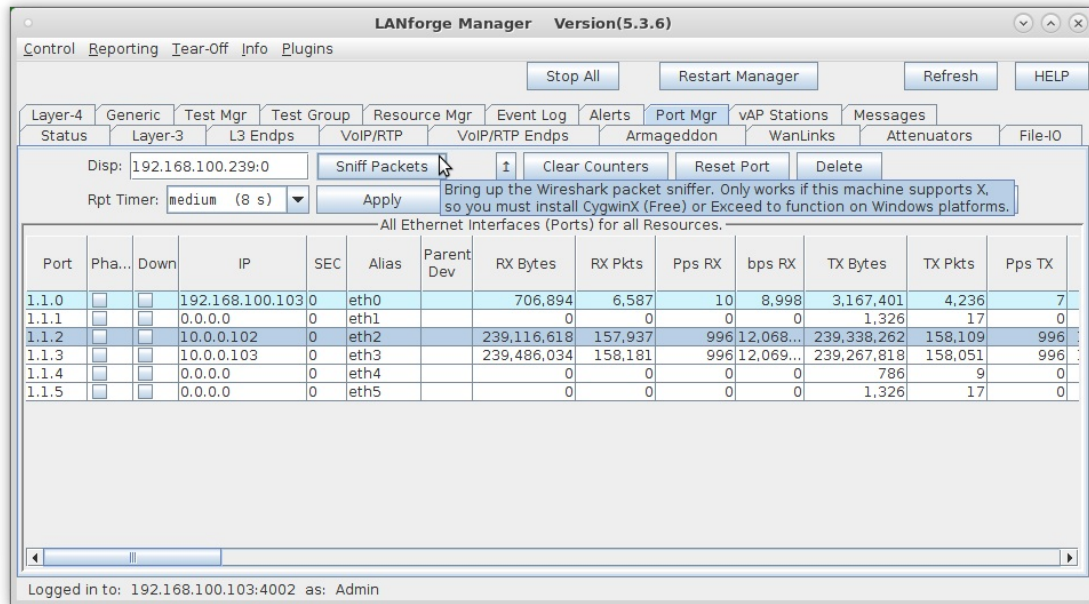 LANforge Manager Version(5.3.6)
Control Reporting Tear-Off Info Plugins
Stop All Restart Manager Refresh HELP
Layer-4 Generic Test Mgr Test Group Resource Mgr Event Log Alerts Port Mgr vAP Stations Messages
Status Layer-3 L3 Endps VoIP/RTP VoIP/RTP Endps Armageddon WanLinks Attenuators File-IO
Disp: 192.168.100.239:0 Sniff Packets ↥ Clear Counters Reset Port Delete
Rpt Timer: medium (8 s) Apply
Bring up the Wireshark packet sniffer. Only works if this machine supports X,
so you must install CygwinX (Free) or Exceed to function on Windows platforms.
All Ethernet Interfaces (Ports) for all Resources.
Port Pha... Down IP SEC Alias Parent Dev RX Bytes RX Pkts Pps RX bps RX TX Bytes TX Pkts Pps TX
1.1.0 192.168.100.103 0 eth0 706,894 6,587 10 8,998 3,167,401 4,236 7
1.1.1 0.0.0.0 0 eth1 0 0 0 0 1,326 17 0
1.1.2 10.0.0.102 0 eth2 239,116,618 157,937 996 12,068... 239,338,262 158,109 996
1.1.3 10.0.0.103 0 eth3 239,486,034 158,181 996 12,069... 239,267,818 158,051 996
1.1.4 0.0.0.0 0 eth4 0 0 0 0 786 9 0
1.1.5 0.0.0.0 0 eth5 0 0 0 0 1,326 17 0
Logged in to: 192.168.100.103:4002 as: Admin